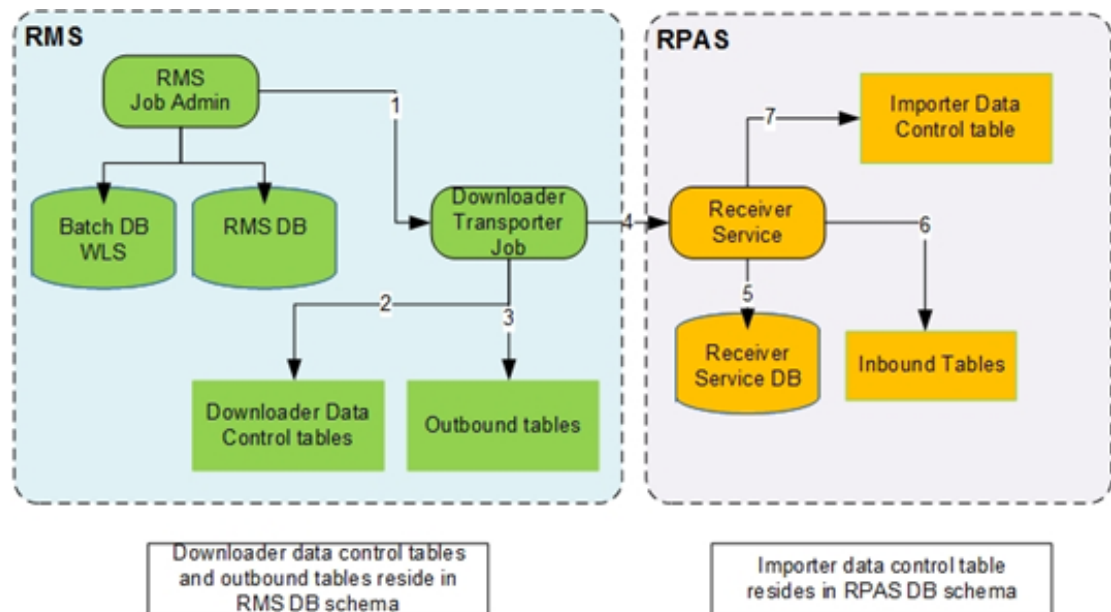 RMS
RMS
Job Admin
1
Batch DB
WLS
RMS DB
Downloader
Transporter
Job
2
3
Downloader Data
Control tables
Outbound tables
4
RPAS
Importer Data
Control table
7
Receiver
Service
6
5
Receiver
Service DB
Inbound Tables
Downloader data control tables
and outbound tables reside in
RMS DB schema
Importer data control table
resides in RPAS DB schema